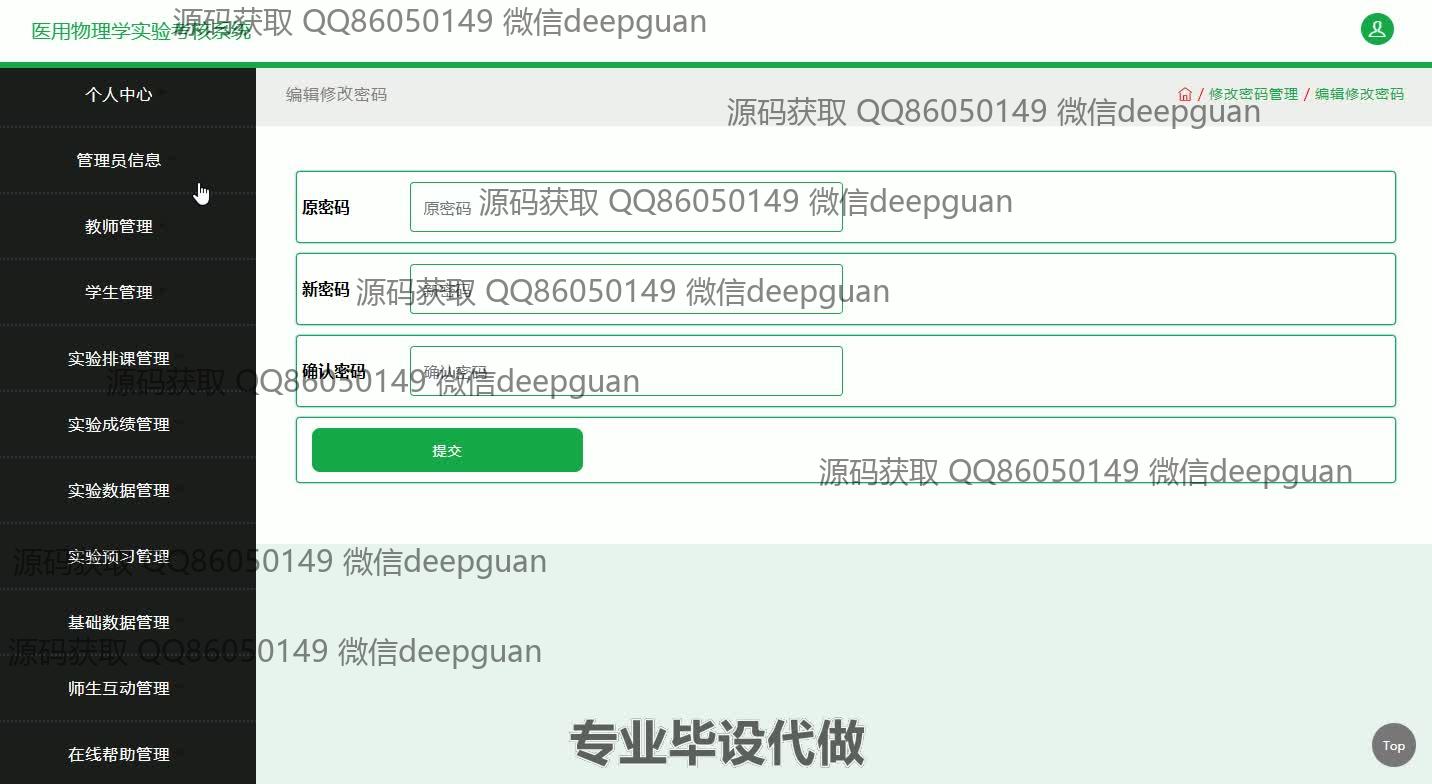 医用物理学实验考核系统
源码获取 QQ86050149 微信deepguan
个人中心
编辑修改密码
/ 修改密码管理 / 编辑修改密码
源码获取 QQ86050149 微信deepguan
管理员信息
原密码
原密码
源码获取 QQ86050149 微信deepguan
教师管理
学生管理
新密码
新密码
源码获取 QQ86050149 微信deepguan
实验排课管理
确认密码
确认密码
源码获取 QQ86050149 微信deepguan
实验成绩管理
提交
源码获取 QQ86050149 微信deepguan
实验数据管理
实验预习管理
源码获取 QQ86050149 微信deepguan
基础数据管理
源码获取 QQ86050149 微信deepguan
师生互动管理
在线帮助管理
专业毕设代做
Top